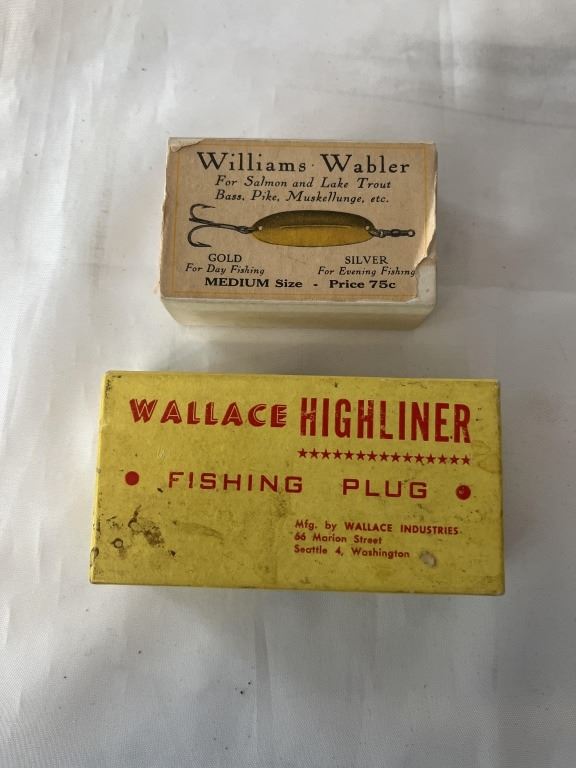 Williams Wabler
For Salmon and Lake Trout
Bass, Pike, Muskellunge, etc.
GOLD SILVER
For Day Fishing For Evening Fishing
MEDIUM Size - Price 75c
WALLACE HIGHLINER
FISHING PLUG
Mfg. by WALLACE INDUSTRIES
66 Marion Street
Seattle 4, Washington